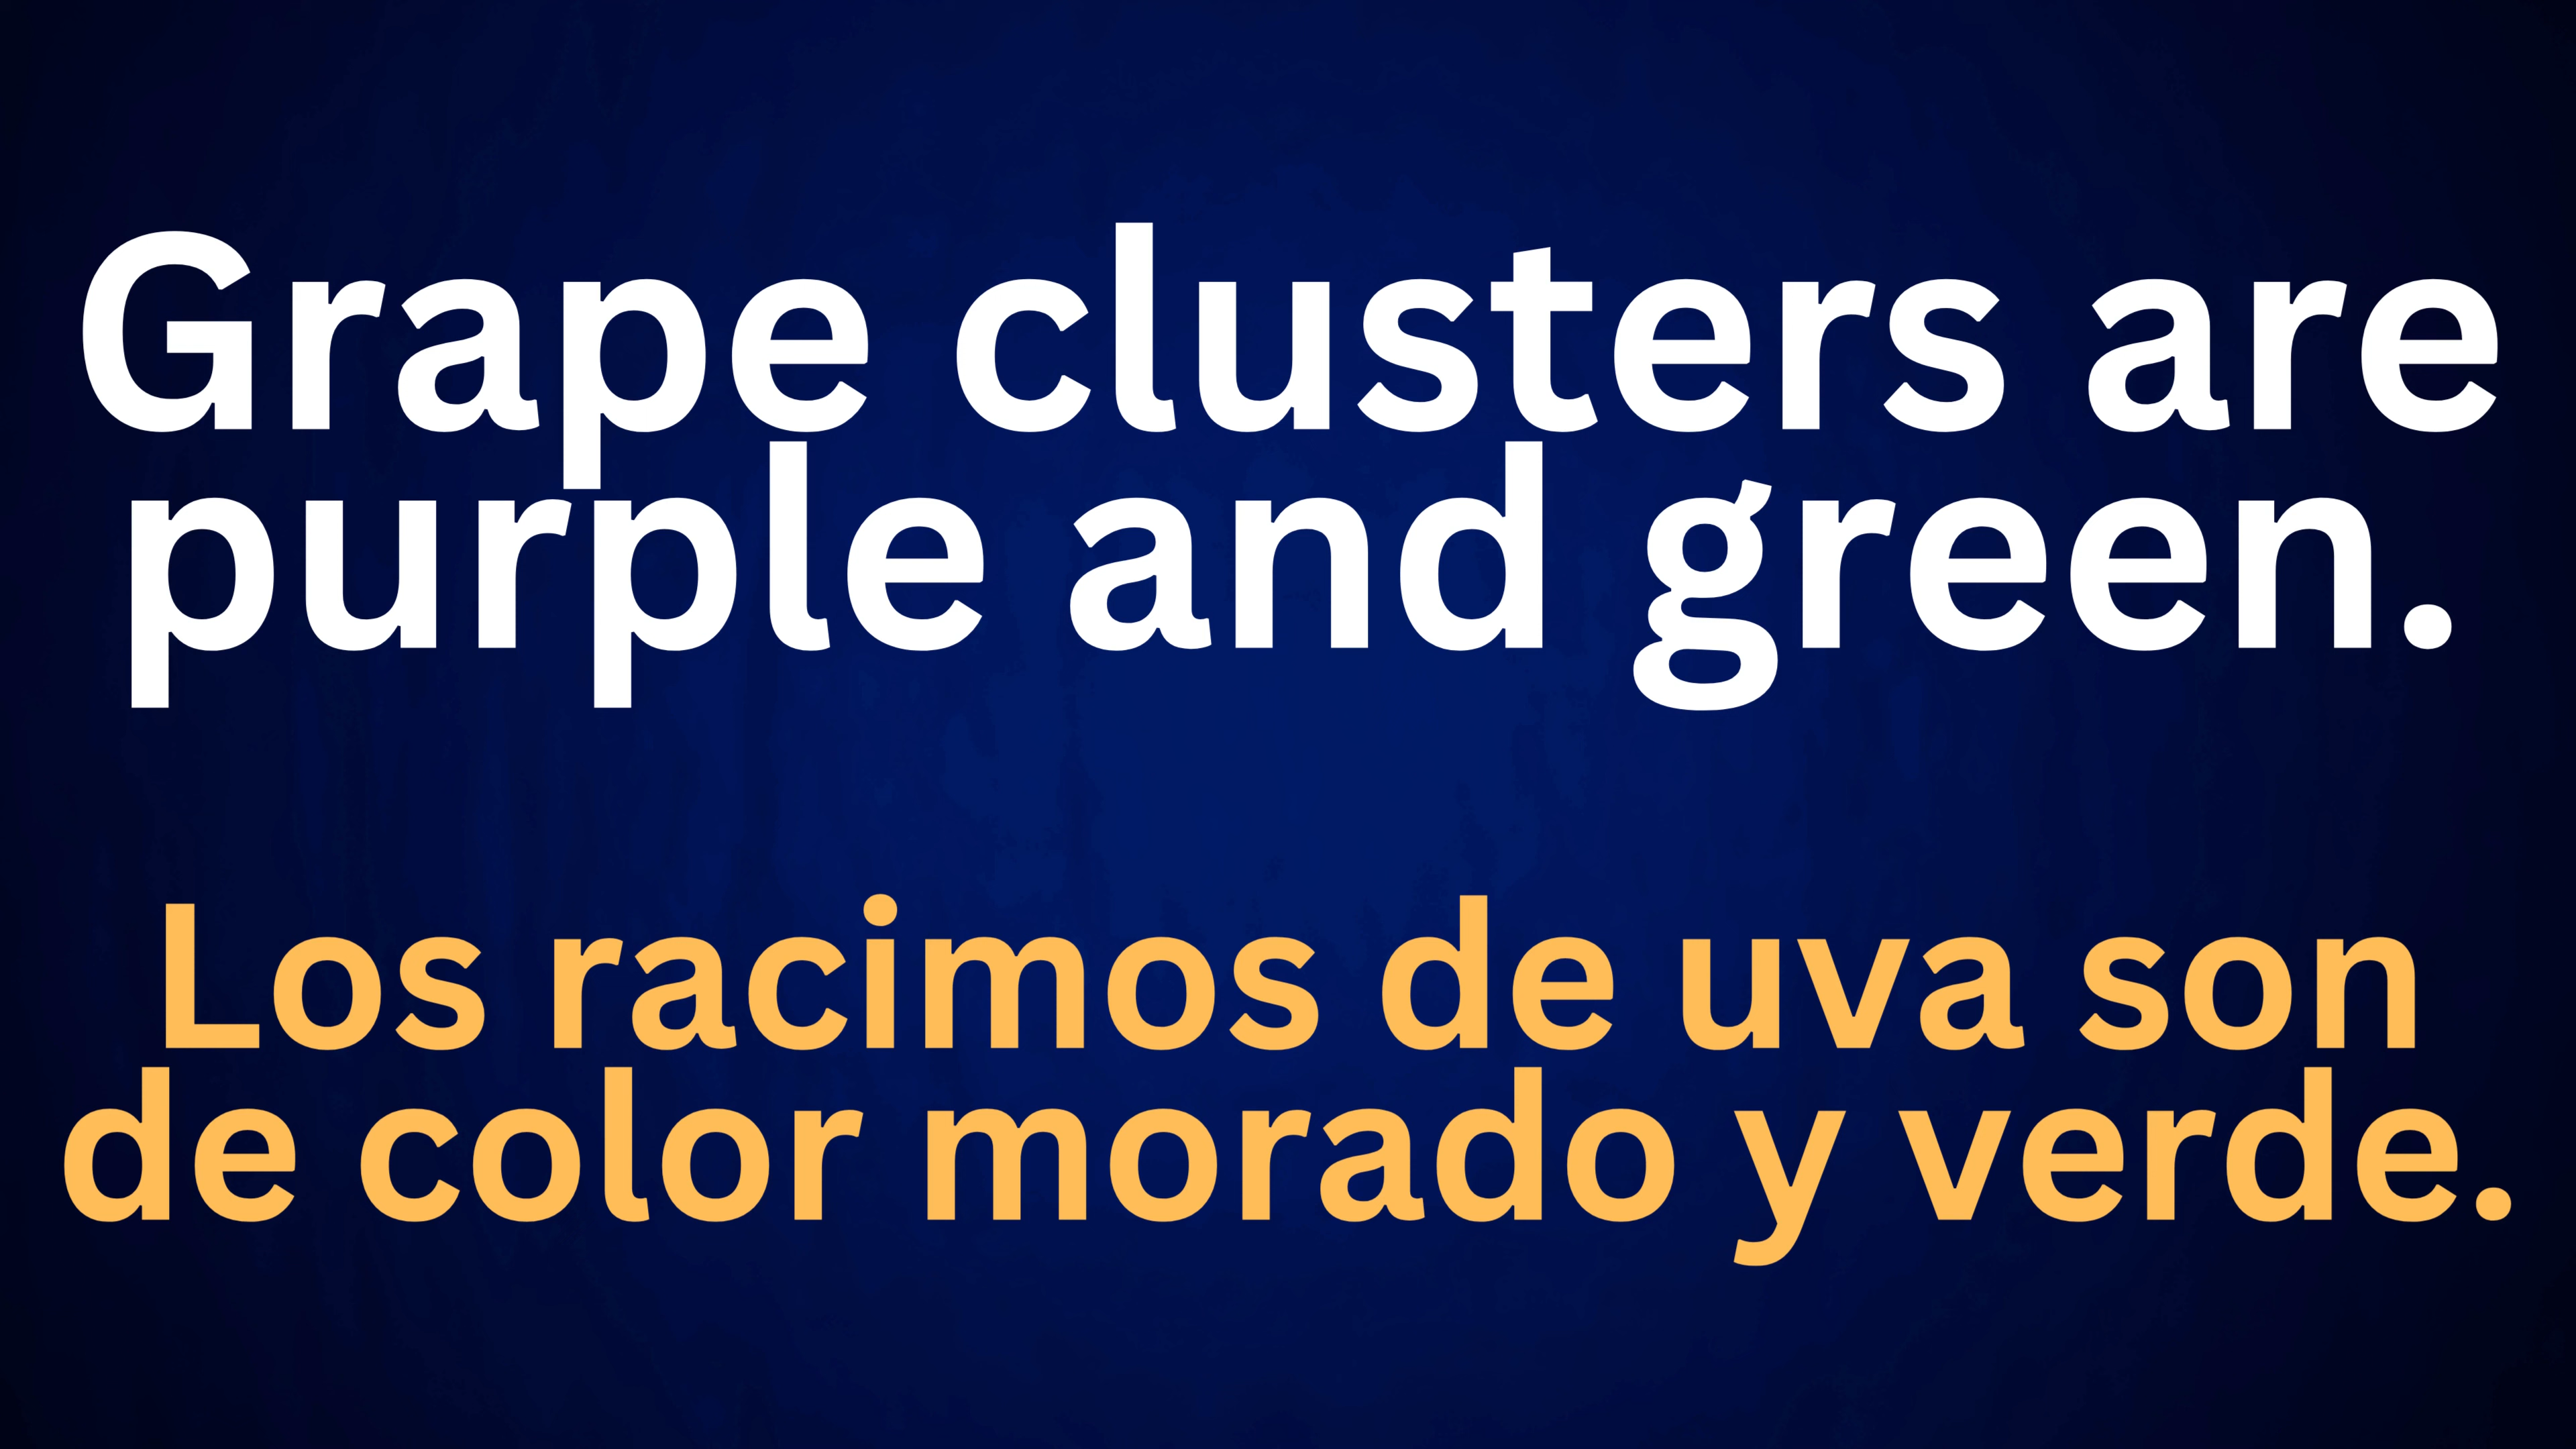 Grape clusters are
purple and green.
Los racimos de uva son
de color morado y verde.